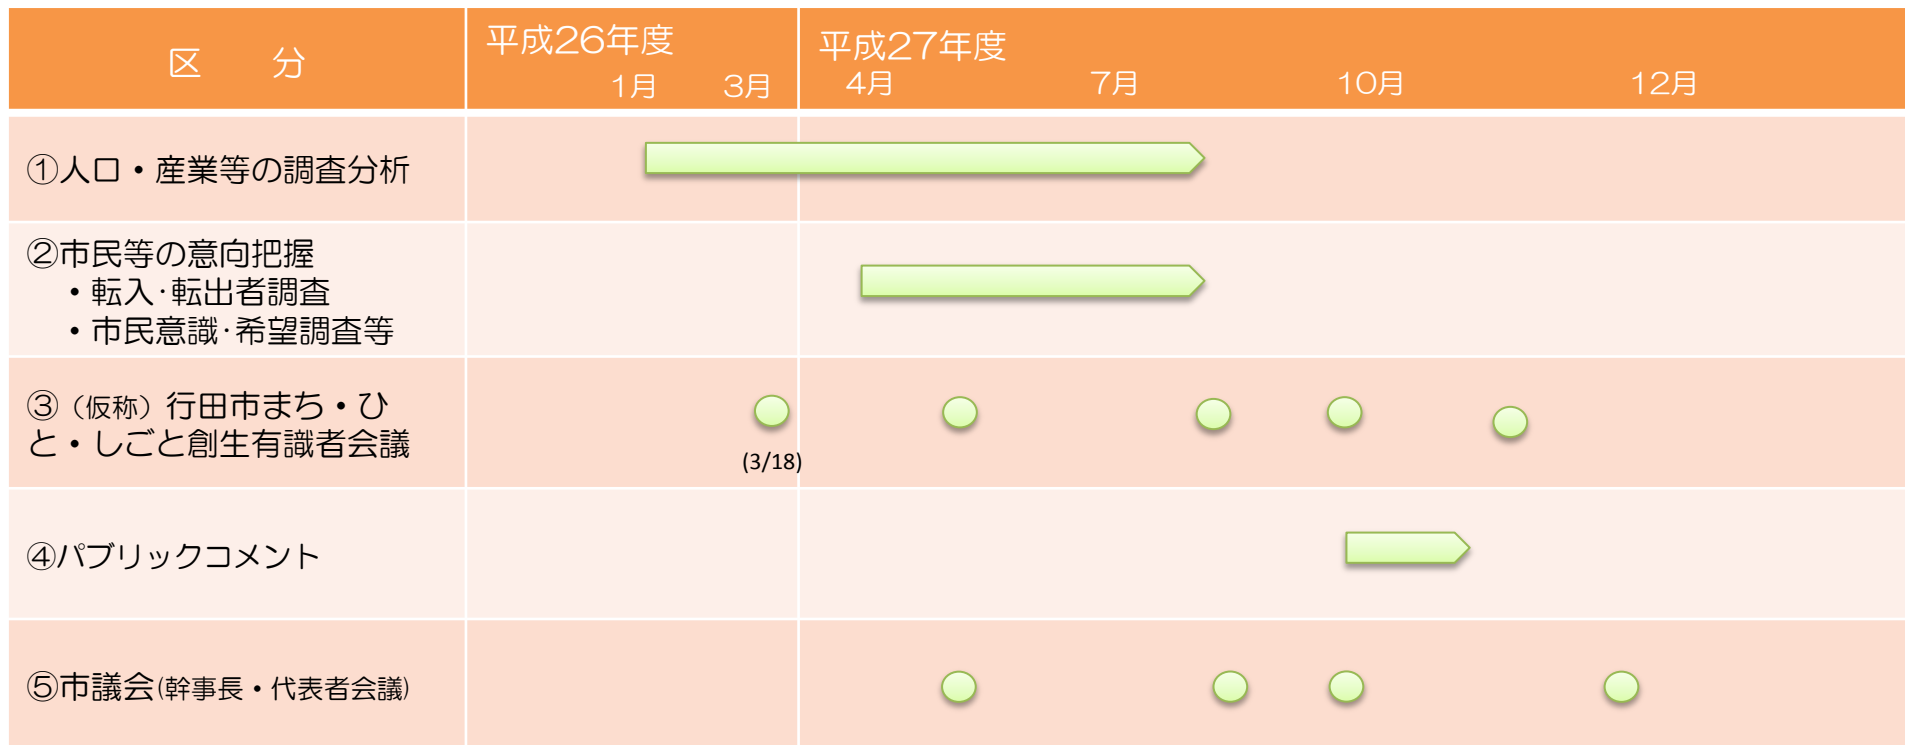 区　分
平成26年度
1月 3月
平成27年度
4月 7月 10月 12月
①人口・産業等の調査分析
②市民等の意向把握
・転入･転出者調査
・市民意識･希望調査等
③（仮称）行田市まち・ひ
と・しごと創生有識者会議
(3/18)
④パブリックコメント
⑤市議会(幹事長・代表者会議)